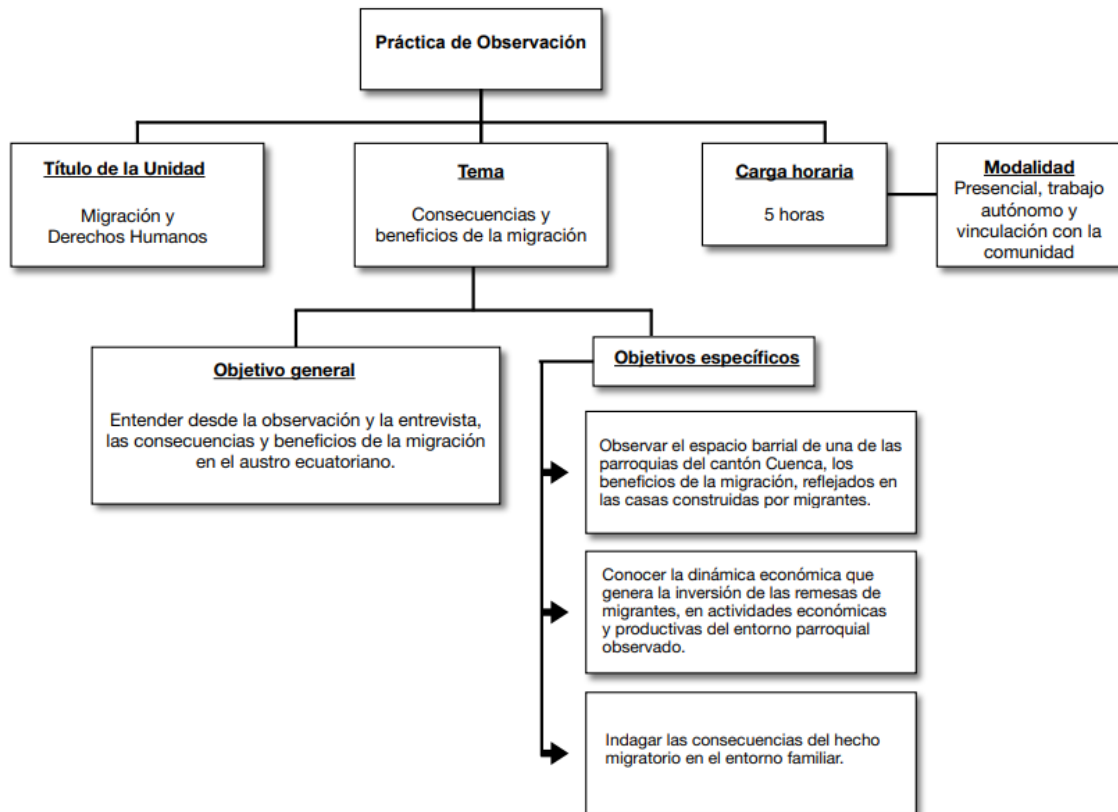 Práctica de Observación
Título de la Unidad
Migración y
Derechos Humanos
Tema
Consecuencias y
beneficios de la migración
Carga horaria
5 horas
Modalidad
Presencial, trabajo
autónomo y
vinculación con la
comunidad
Objetivo general
Entender desde la observación y la entrevista,
las consecuencias y beneficios de la migración
en el austro ecuatoriano.
Objetivos específicos
Observar el espacio barrial de una de las
parroquias del cantón Cuenca, los
beneficios de la migración, reflejados en
las casas construidas por migrantes.
Conocer la dinámica económica que
genera la inversión de las remesas de
migrantes, en actividades económicas
y productivas del entorno parroquial
observado.
Indagar las consecuencias del hecho
migratorio en el entorno familiar.